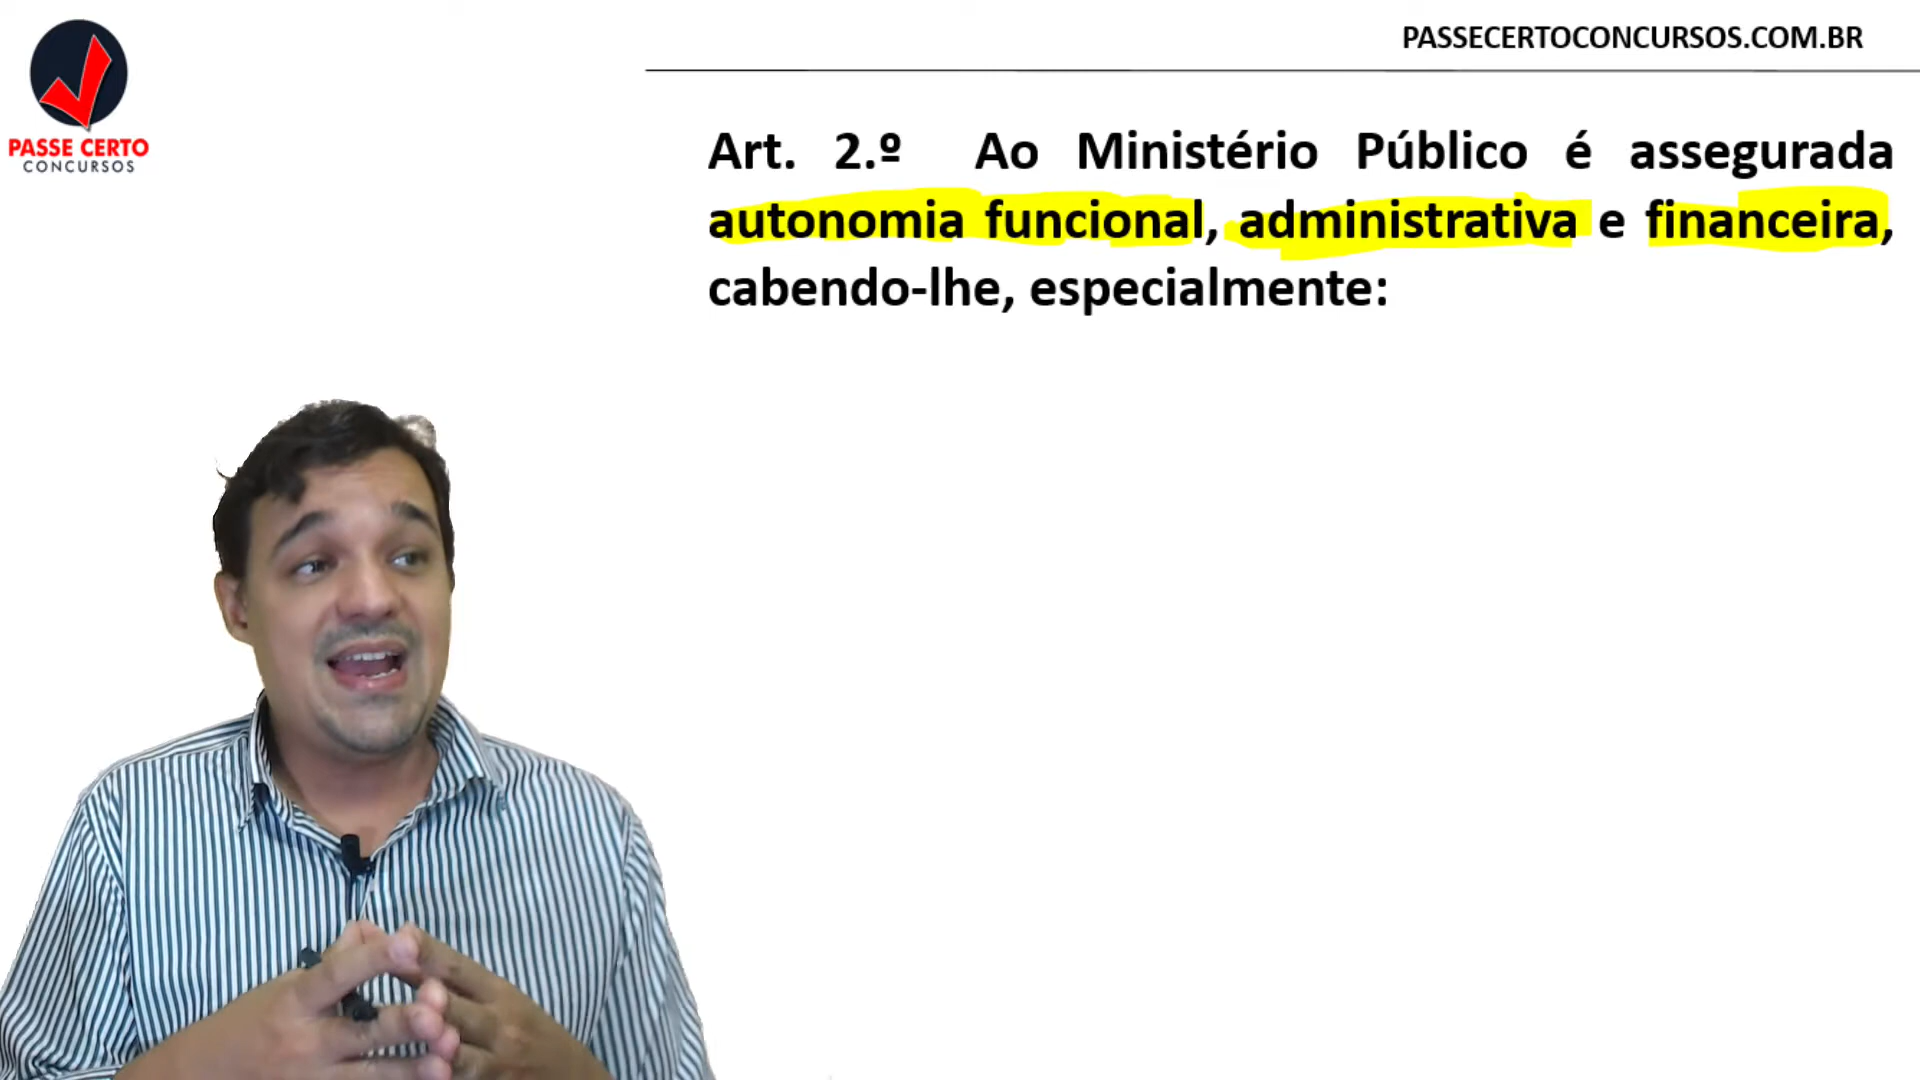 PASSECERTOCONCURSOS.COM.BR
PASSE CERTO
CONCURSOS
Art. 2.º Ao Ministério Público é assegurada
autonomia funcional, administrativa e financeira,
cabendo-lhe, especialmente: